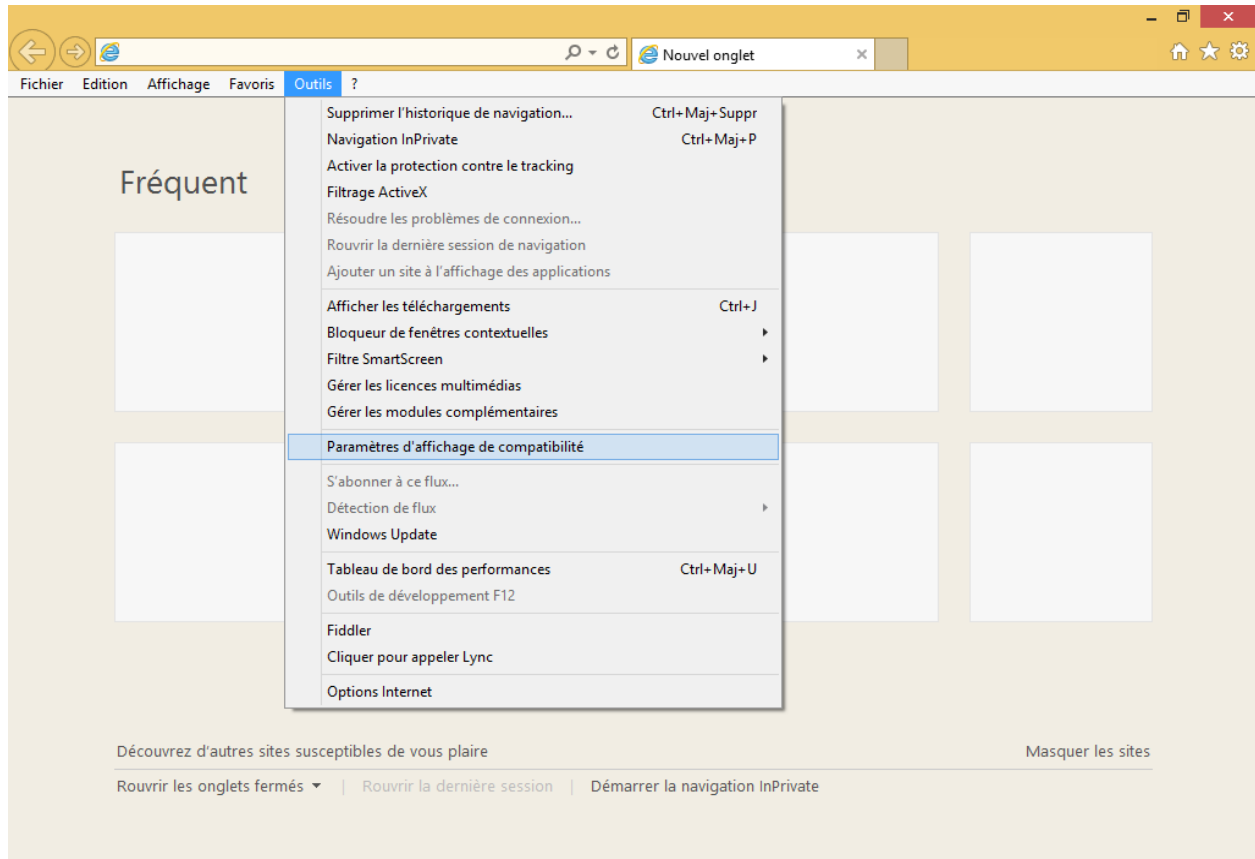 Nouvel onglet
Fichier Edition Affichage Favoris Outils ?
Supprimer l'historique de navigation... Ctrl+Maj+Suppr
Navigation InPrivate Ctrl+Maj+P
Activer la protection contre le tracking
Fréquent
Filtrage ActiveX
Résoudre les problèmes de connexion...
Rouvrir la dernière session de navigation
Ajouter un site à l'affichage des applications
Afficher les téléchargements Ctrl+J
Bloqueur de fenêtres contextuelles
Filtre SmartScreen
Gérer les licences multimédias
Gérer les modules complémentaires
Paramètres d'affichage de compatibilité
S'abonner à ce flux...
Détection de flux
Windows Update
Tableau de bord des performances Ctrl+Maj+U
Outils de développement F12
Fiddler
Cliquer pour appeler Lync
Options Internet
Découvrez d'autres sites susceptibles de vous plaire Masquer les sites
Rouvrir les onglets fermés | Rouvrir la dernière session | Démarrer la navigation InPrivate